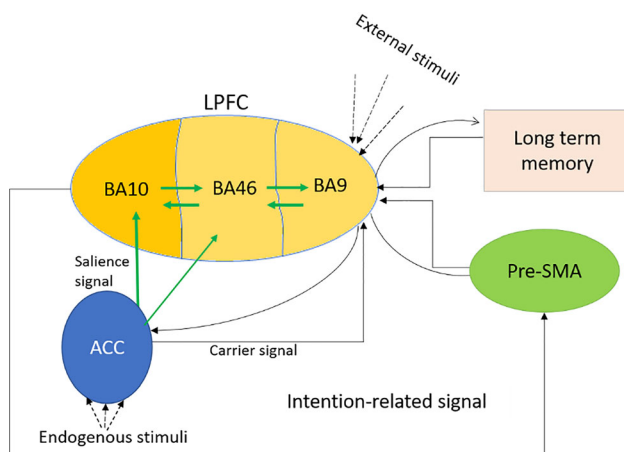 External stimuli
LPFC
Long term
memory
BA10
BA46
BA9
Salience
signal
Pre-SMA
ACC
Carrier signal
Intention-related signal
Endogenous stimuli